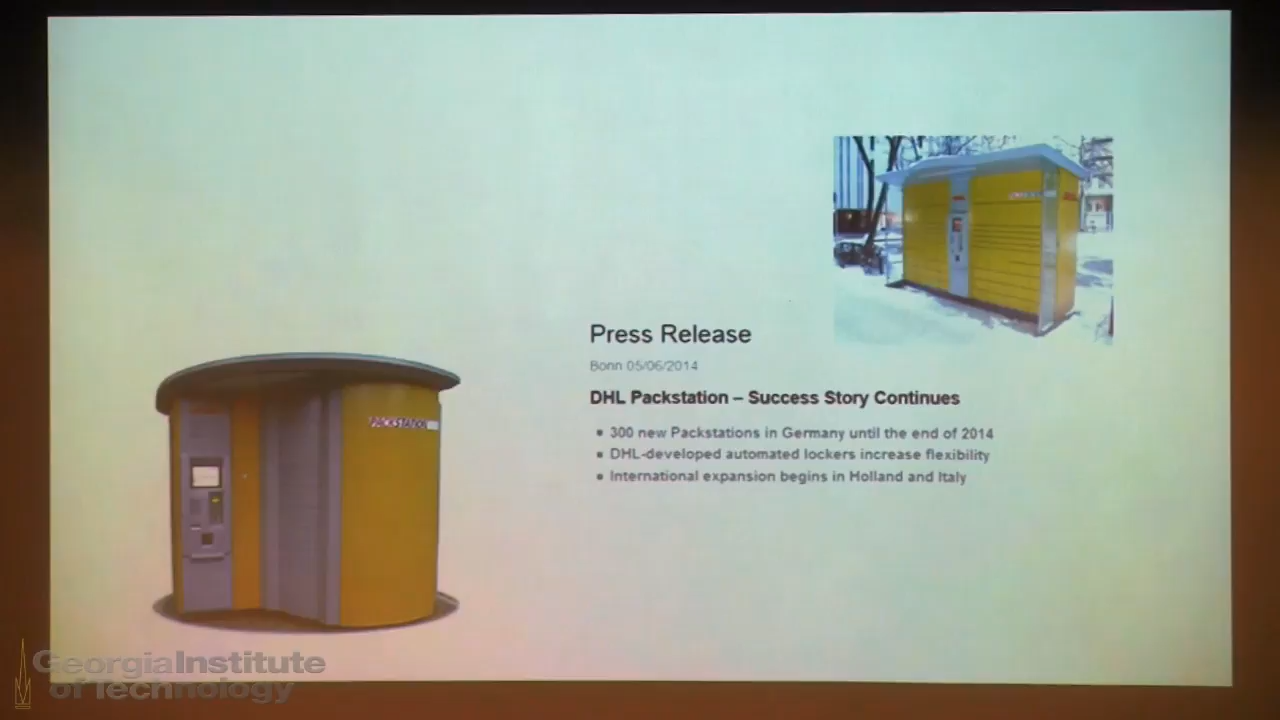 Press Release
Bonn 05/06/2014
DHL Packstation – Success Story Continues
300 new Packstations in Germany until the end of 2014
DHL-developed automated lockers increase flexibility
International expansion begins in Holland and Italy
PACKSTATION
Georgia Institute
of Technology